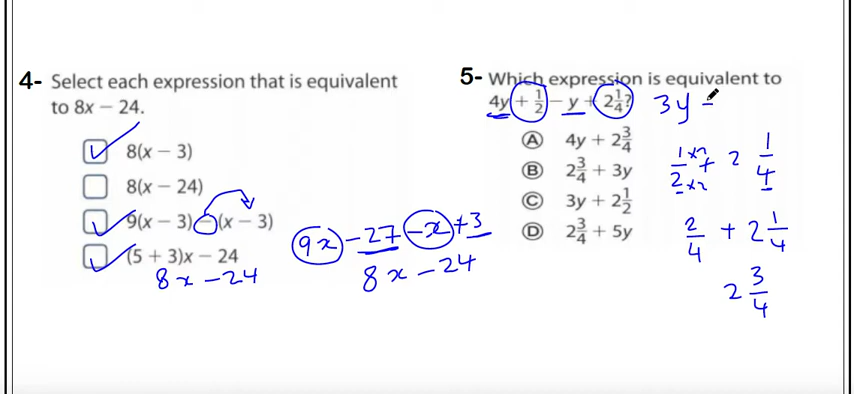 4- Select each expression that is equivalent
to 8x − 24.
8(x − 3)
8(x − 24)
9(x − 3) − (x − 3)
(5 + 3)x − 24
8x − 24
9x − 27 − x + 3
8x − 24
5- Which expression is equivalent to
4y + 1/2 − y + 2 1/4?
3y −
A 4y + 2 3/4
B 2 3/4 + 3y
C 3y + 2 1/2
D 2 3/4 + 5y
1/2 ×2/×2 + 2 1/4
2/4 + 2 1/4
2 3/4